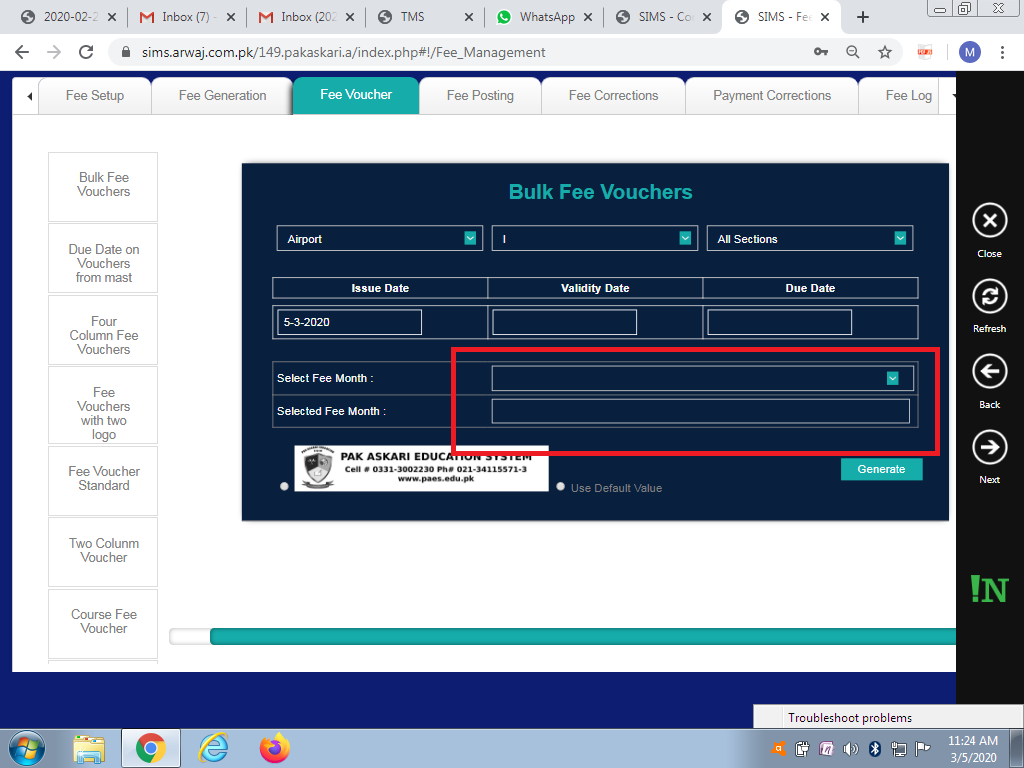 2020-02-2
Inbox (7) -
Inbox (202
TMS
WhatsApp
SIMS - Co
SIMS - Fee
sims.arwaj.com.pk/149.pakaskari.a/index.php#!/Fee_Management
M
Fee Setup
Fee Generation
Fee Voucher
Fee Posting
Fee Corrections
Payment Corrections
Fee Log
Bulk Fee
Vouchers
Due Date on
Vouchers
from mast
Four
Column Fee
Vouchers
Fee
Vouchers
with two
logo
Fee Voucher
Standard
Two Colunm
Voucher
Course Fee
Voucher
Bulk Fee Vouchers
Airport
I
All Sections
Issue Date
Validity Date
Due Date
5-3-2020
Select Fee Month :
Selected Fee Month :
PAK ASKARI EDUCATION SYSTEM
Cell # 0331-3002230 Ph# 021-34115571-3
www.paes.edu.pk
Use Default Value
Generate
Close
Refresh
Back
Next
!N
Troubleshoot problems
11:24 AM
3/5/2020